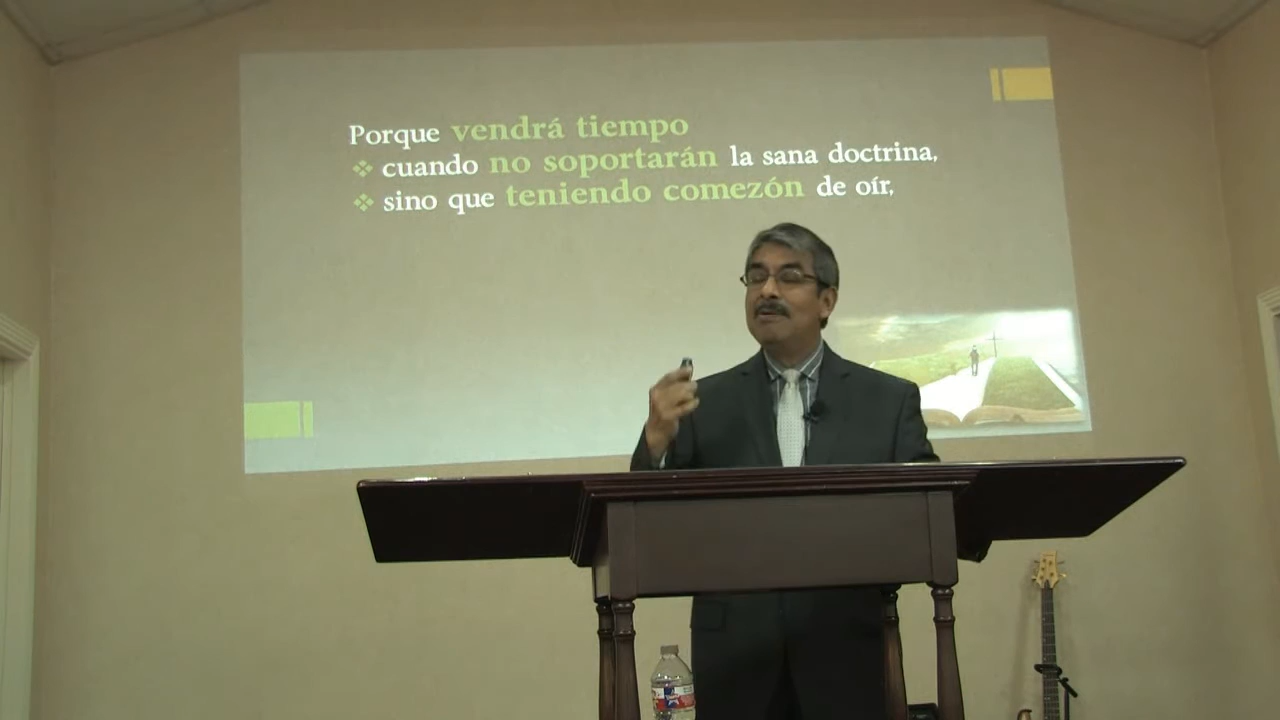 Porque vendrá tiempo
❖ cuando no soportarán la sana doctrina,
❖ sino que teniendo comezón de oír,